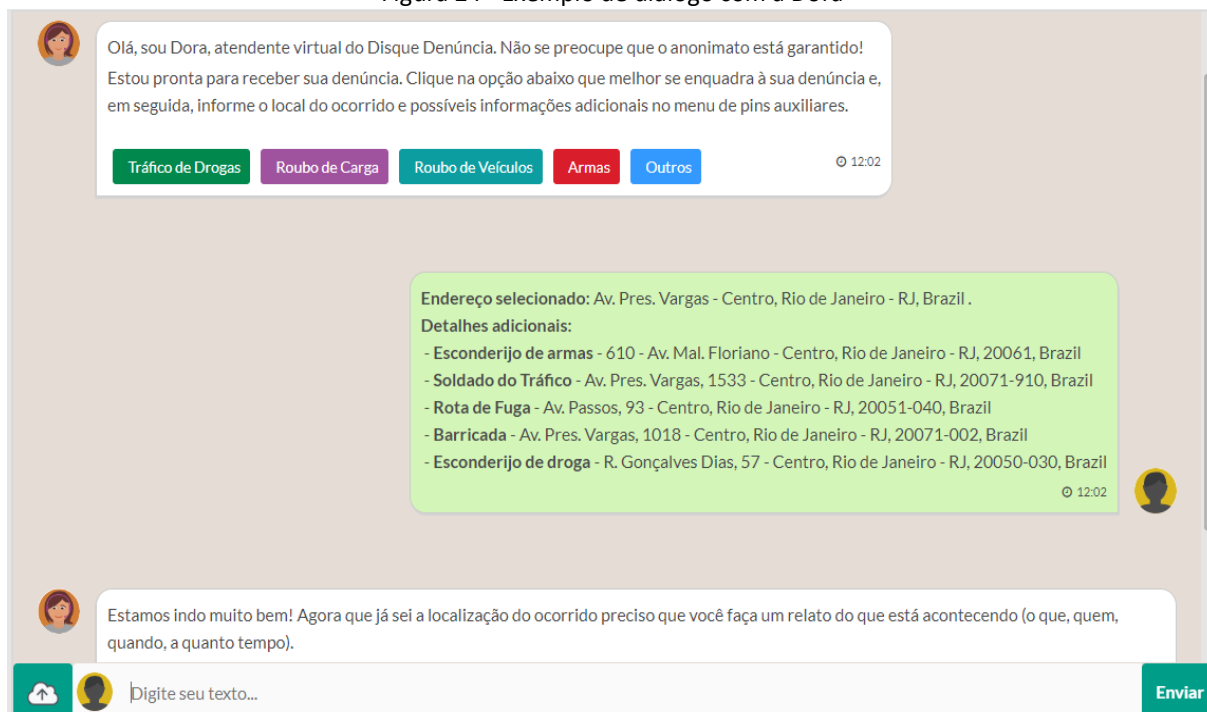 Olá, sou Dora, atendente virtual do Disque Denúncia. Não se preocupe que o anonimato está garantido!
Estou pronta para receber sua denúncia. Clique na opção abaixo que melhor se enquadra à sua denúncia e,
em seguida, informe o local do ocorrido e possíveis informações adicionais no menu de pins auxiliares.
Tráfico de Drogas Roubo de Carga Roubo de Veículos Armas Outros 12:02
Endereço selecionado: Av. Pres. Vargas - Centro, Rio de Janeiro - RJ, Brazil .
Detalhes adicionais:
- Esconderijo de armas - 610 - Av. Mal. Floriano - Centro, Rio de Janeiro - RJ, 20061, Brazil
- Soldado do Tráfico - Av. Pres. Vargas, 1533 - Centro, Rio de Janeiro - RJ, 20071-910, Brazil
- Rota de Fuga - Av. Passos, 93 - Centro, Rio de Janeiro - RJ, 20051-040, Brazil
- Barricada - Av. Pres. Vargas, 1018 - Centro, Rio de Janeiro - RJ, 20071-002, Brazil
- Esconderijo de droga - R. Gonçalves Dias, 57 - Centro, Rio de Janeiro - RJ, 20050-030, Brazil
12:02
Estamos indo muito bem! Agora que já sei a localização do ocorrido preciso que você faça um relato do que está acontecendo (o que, quem,
quando, a quanto tempo).
Digite seu texto... Enviar